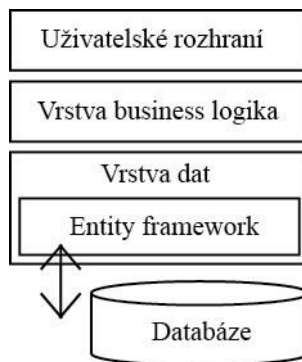 Uživatelské rozhraní
Vrstva business logika
Vrstva dat
Entity framework
Databáze